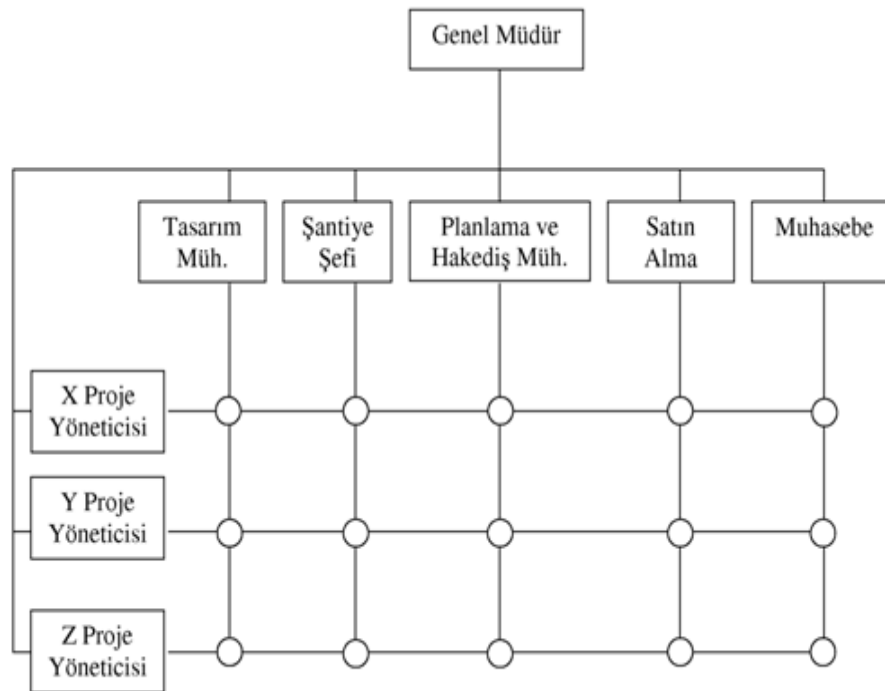 Genel Müdür
Tasarım
Müh.
Şantiye
Şefi
Planlama ve
Hakediş Müh.
Satın
Alma
Muhasebe
X Proje
Yöneticisi
Y Proje
Yöneticisi
Z Proje
Yöneticisi